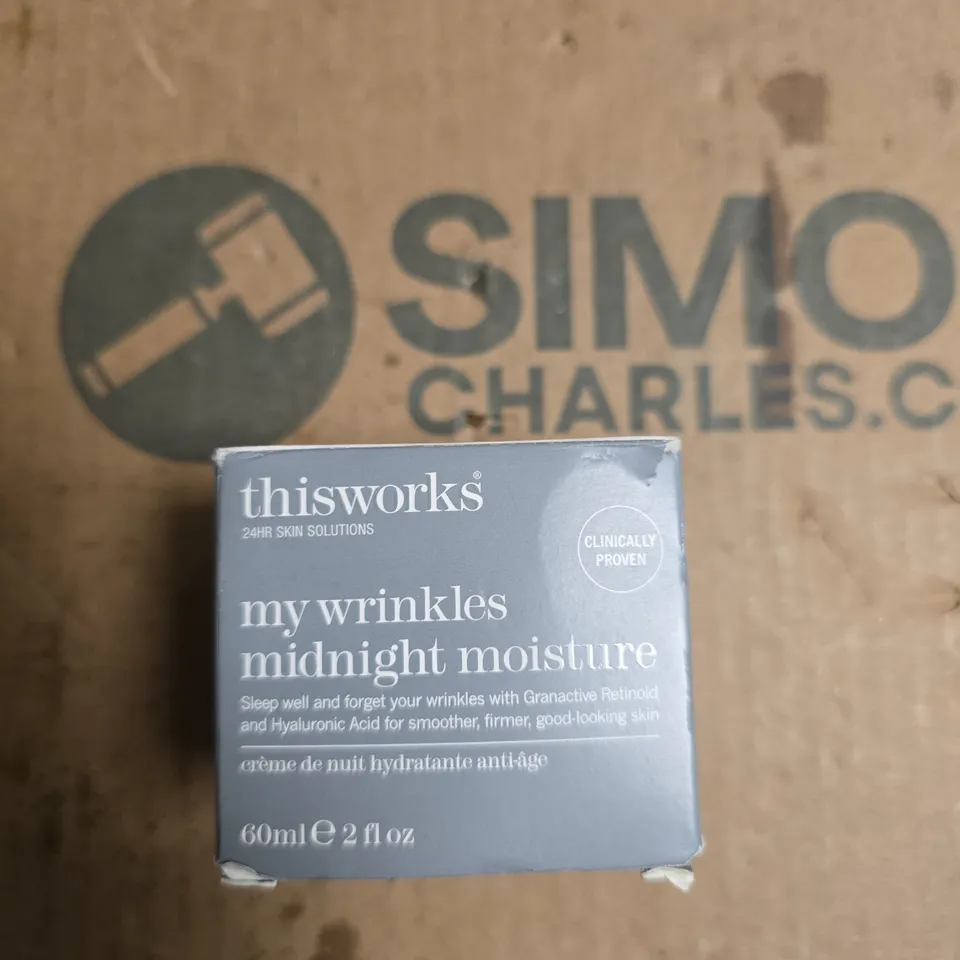 SIMO
CHARLES.C
thisworks®
24HR SKIN SOLUTIONS
CLINICALLY
PROVEN
my wrinkles
midnight moisture
Sleep well and forget your wrinkles with Granactive Retinoid
and Hyaluronic Acid for smoother, firmer, good-looking skin
crème de nuit hydratante anti-âge
60ml e 2 fl oz